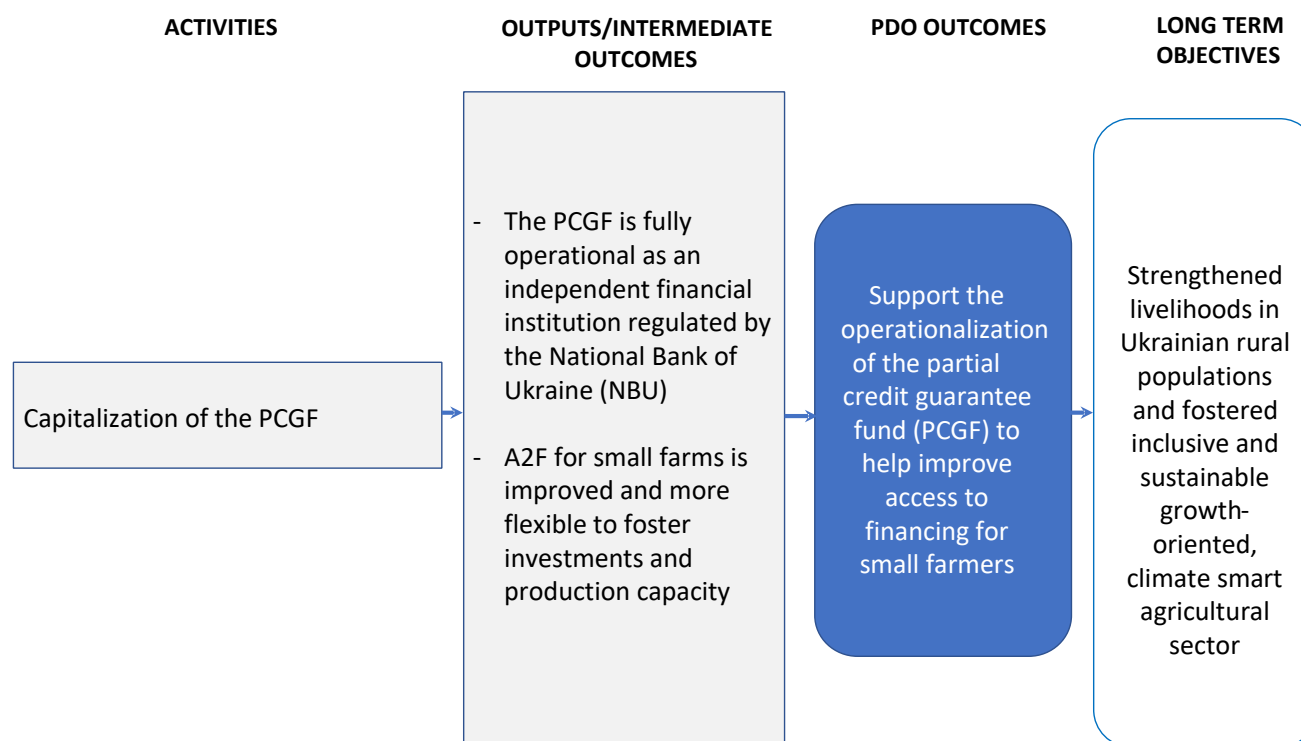 ACTIVITIES
OUTPUTS/INTERMEDIATE
OUTCOMES
PDO OUTCOMES
LONG TERM
OBJECTIVES
Capitalization of the PCGF
- The PCGF is fully
operational as an
independent financial
institution regulated by
the National Bank of
Ukraine (NBU)
- A2F for small farms is
improved and more
flexible to foster
investments and
production capacity
Support the
operationalization
of the partial
credit guarantee
fund (PCGF) to
help improve
access to
financing for
small farmers
Strengthened
livelihoods in
Ukrainian rural
populations
and fostered
inclusive and
sustainable
growth-
oriented,
climate smart
agricultural
sector